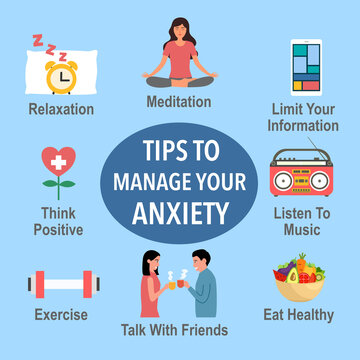 Z Z Z
Relaxation
Meditation
Limit Your
Information
TIPS TO
MANAGE YOUR
ANXIETY
Think
Positive
Listen To
Music
Exercise
Talk With Friends
Eat Healthy